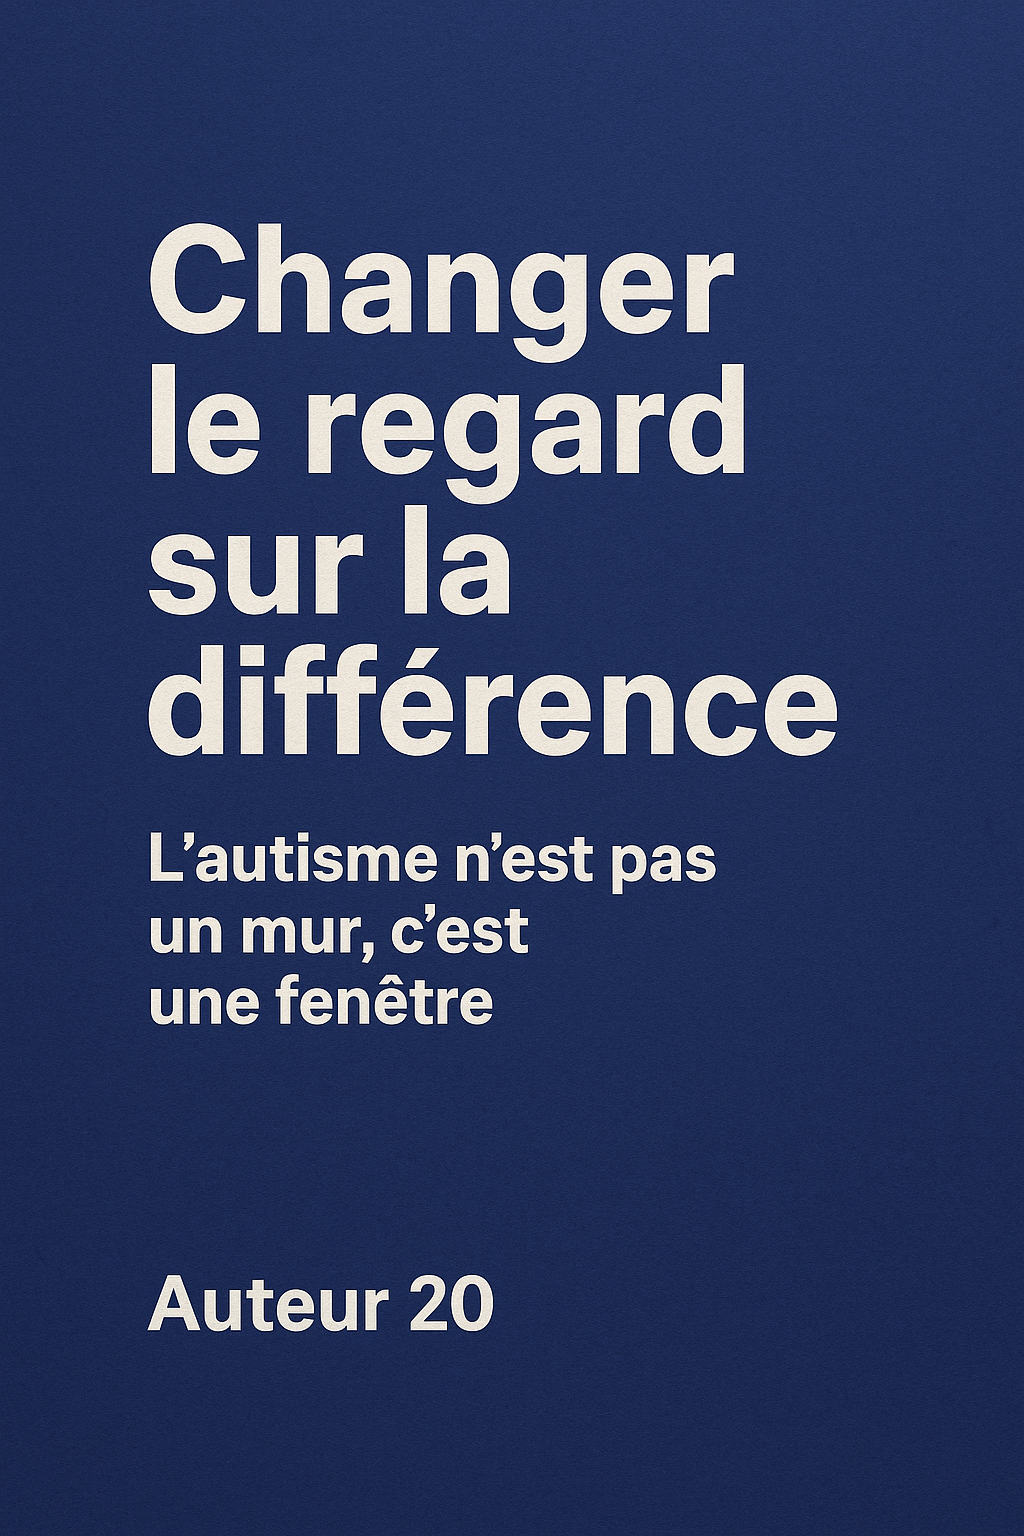 Changer
le regard
sur la
différence
L’autisme n’est pas
un mur, c’est
une fenêtre
Auteur 20